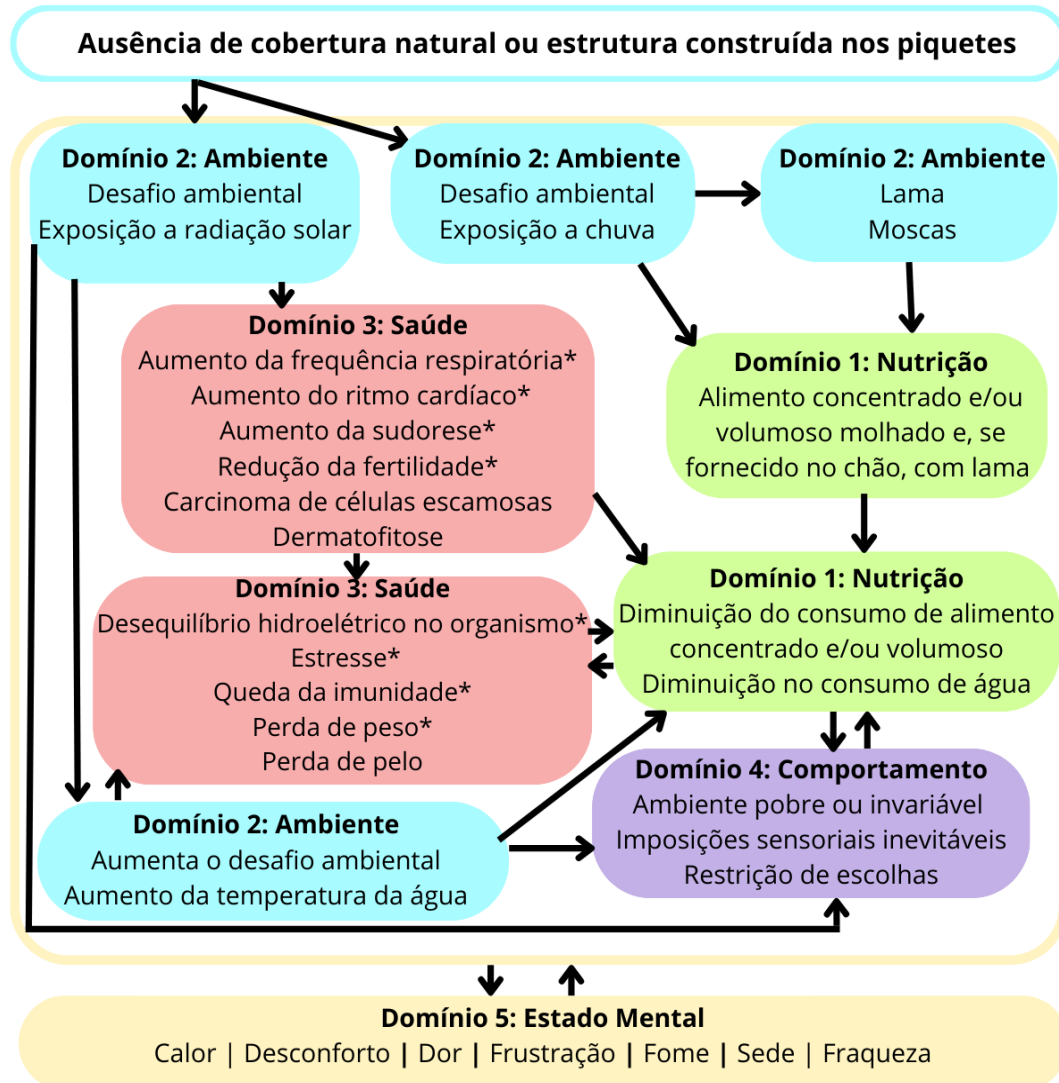 Ausência de cobertura natural ou estrutura construída nos piquetes
Domínio 2: Ambiente
Desafio ambiental
Exposição a radiação solar
Domínio 2: Ambiente
Desafio ambiental
Exposição a chuva
Domínio 2: Ambiente
Lama
Moscas
Domínio 3: Saúde
Aumento da frequência respiratória*
Aumento do ritmo cardíaco*
Aumento da sudorese*
Redução da fertilidade*
Carcinoma de células escamosas
Dermatofitose
Domínio 1: Nutrição
Alimento concentrado e/ou
volumoso molhado e, se
fornecido no chão, com lama
Domínio 3: Saúde
Desequilíbrio hidroelétrico no organismo*
Estresse*
Queda da imunidade*
Perda de peso*
Perda de pelo
Domínio 1: Nutrição
Diminuição do consumo de alimento
concentrado e/ou volumoso
Diminuição no consumo de água
Domínio 2: Ambiente
Aumenta o desafio ambiental
Aumento da temperatura da água
Domínio 4: Comportamento
Ambiente pobre ou invariável
Imposições sensoriais inevitáveis
Restrição de escolhas
Domínio 5: Estado Mental
Calor | Desconforto | Dor | Frustração | Fome | Sede | Fraqueza